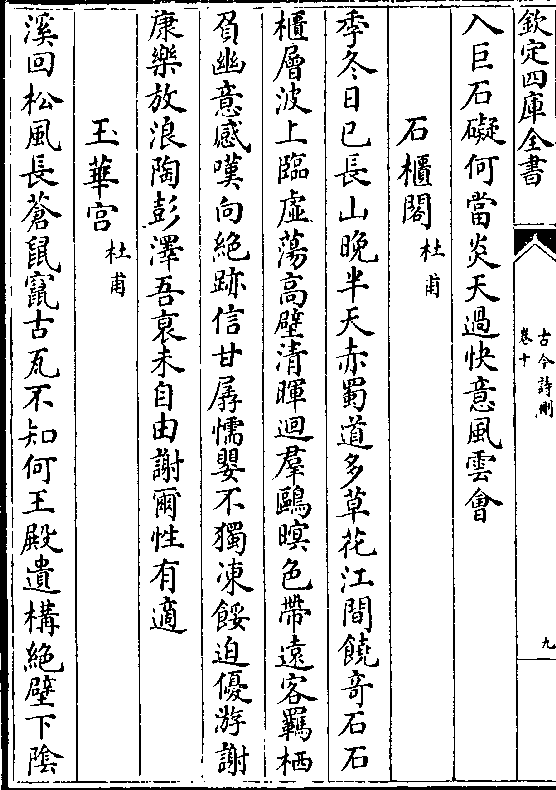 欽定四庫全書
古今詩刪
卷十
九
入巨石礙何當炎天過快意風雲會
石櫃閣
杜甫
季冬日已長山晚半天赤蜀道多草花江間饒竒石石
櫃層波上臨虛蕩高壁清暉迴羣鷗暝色帶遠客羈栖
負幽意感嘆向絶跡信甘孱懦嬰不獨凍餒迫優游謝
康樂放浪陶彭澤吾衰未自由謝爾性有適
玉華宮
杜甫
溪回松風長蒼鼠竄古瓦不知何王殿遺構絶壁下陰